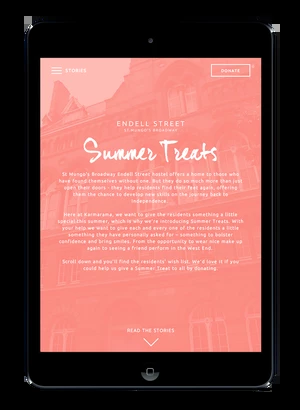 STORIES
DONATE
ENDELL STREET
ST MUNGO'S BROADWAY
Summer Treats
St Mungo's Broadway Endell Street hostel offers a home to those who
have found themselves without one. But they do so much more than just
open their doors - they help residents find their feet again, offering
them the chance to develop new skills on the journey back to
independence.
Here at Karmarama, we want to give the residents something a little
special this summer, which is why we're introducing Summer Treats. With
your help we want to give each and every one of the residents a little
something they have personally asked for – something to bolster
confidence and bring smiles. From the opportunity to wear nice make up
again to seeing a friend perform in the West End.
Scroll down and you'll find the residents' wish list. We'd love it if you
could help us give a Summer Treat to all by donating.
READ THE STORIES